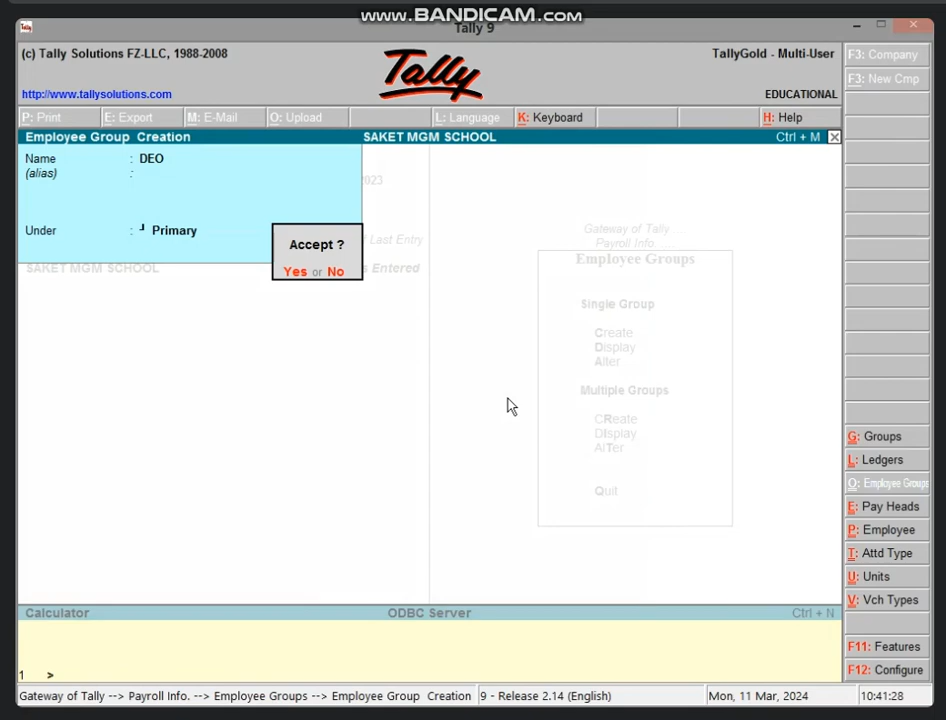 www.BANDICAM.com
Tally 9
(c) Tally Solutions FZ-LLC, 1988-2008
Tally
TallyGold - Multi-User
http://www.tallysolutions.com
EDUCATIONAL
P: Print
E: Export
M: E-Mail
O: Upload
L: Language
K: Keyboard
H: Help
Employee Group Creation
SAKET MGM SCHOOL
Ctrl + M
Name : DEO
(alias) :
Under : ┘ Primary
Accept ?
Yes or No
2023
Last Entry
SAKET MGM SCHOOL
s Entered
Gateway of Tally .....
Payroll Info. ......
Employee Groups
Single Group
Create
Display
Alter
Multiple Groups
CReate
DIsplay
AlTer
Quit
F3: Company
F3: New Cmp
G: Groups
L: Ledgers
O: Employee Groups
E: Pay Heads
P: Employee
T: Attd Type
U: Units
V: Vch Types
F11: Features
F12: Configure
Calculator
ODBC Server
Ctrl + N
1 >
Gateway of Tally --> Payroll Info. --> Employee Groups --> Employee Group Creation
9 - Release 2.14 (English)
Mon, 11 Mar, 2024
10:41:28